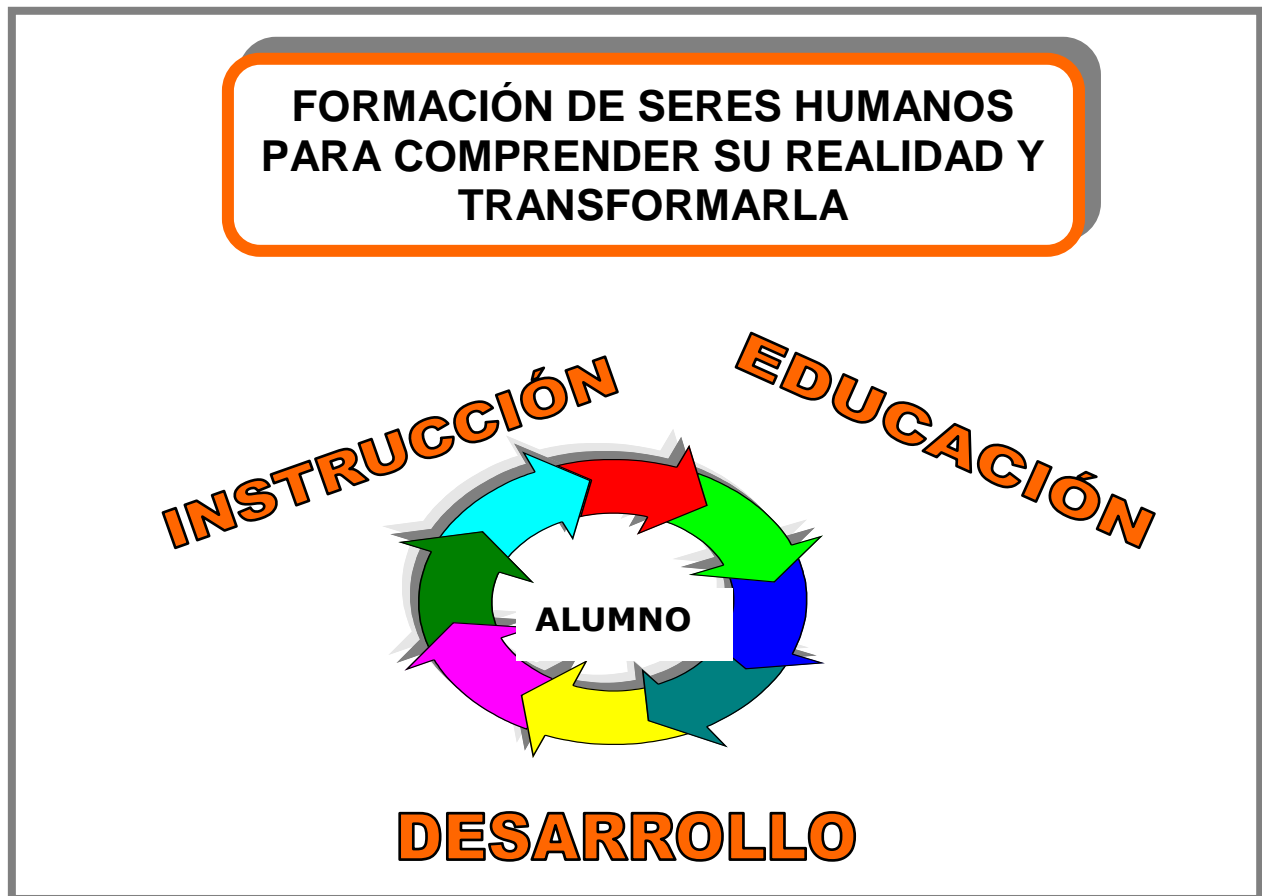 FORMACIÓN DE SERES HUMANOS
PARA COMPRENDER SU REALIDAD Y
TRANSFORMARLA
INSTRUCCIÓN
EDUCACIÓN
ALUMNO
DESARROLLO